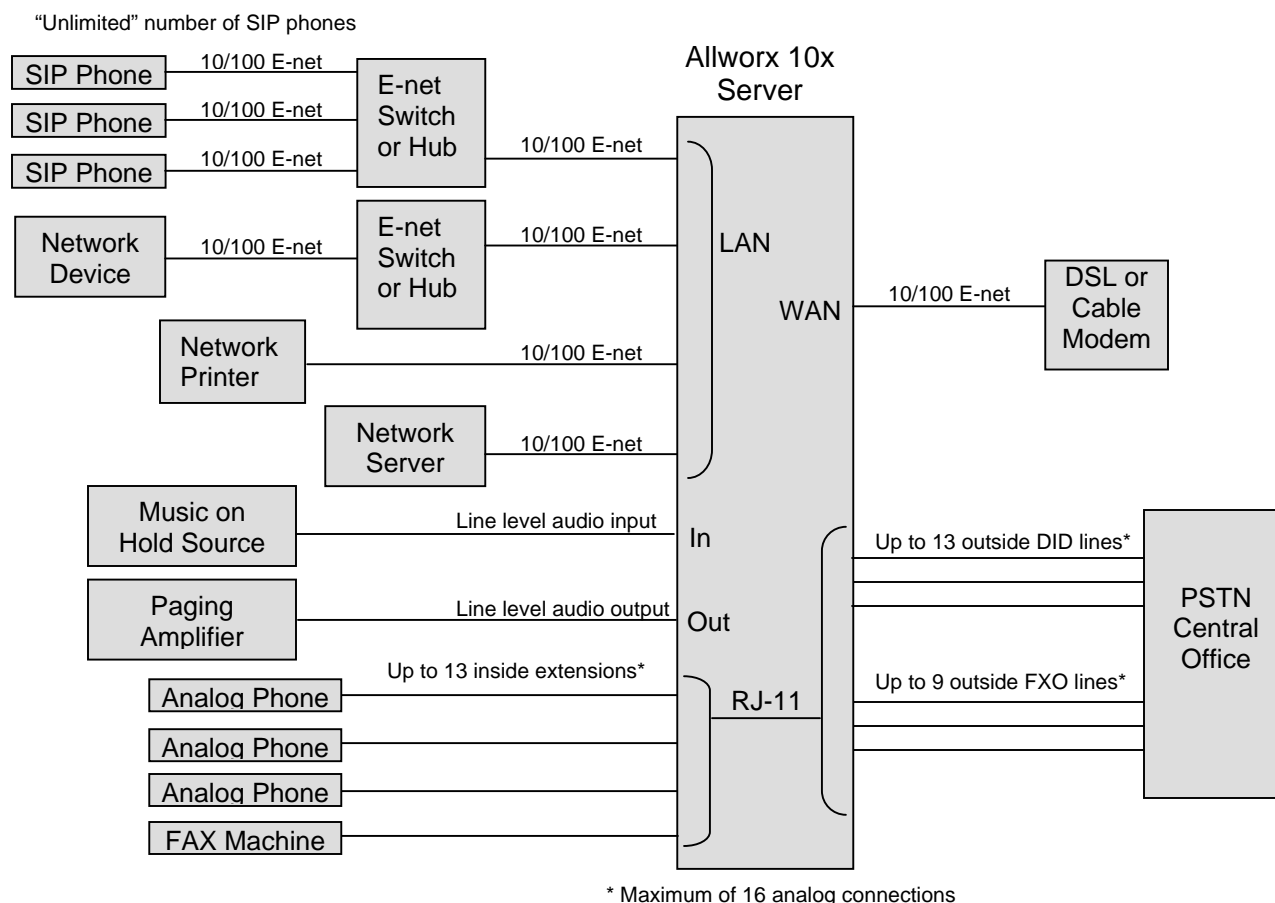 “Unlimited” number of SIP phones
SIP Phone
10/100 E-net
SIP Phone
10/100 E-net
SIP Phone
10/100 E-net
E-net
Switch
or Hub
10/100 E-net
Allworx 10x
Server
Network
Device
10/100 E-net
E-net
Switch
or Hub
10/100 E-net
LAN
WAN
10/100 E-net
DSL or
Cable
Modem
Network
Printer
10/100 E-net
Network
Server
10/100 E-net
Music on
Hold Source
Line level audio input
In
Paging
Amplifier
Line level audio output
Out
Up to 13 inside extensions*
Analog Phone
Analog Phone
Analog Phone
FAX Machine
RJ-11
Up to 13 outside DID lines*
Up to 9 outside FXO lines*
PSTN
Central
Office
* Maximum of 16 analog connections